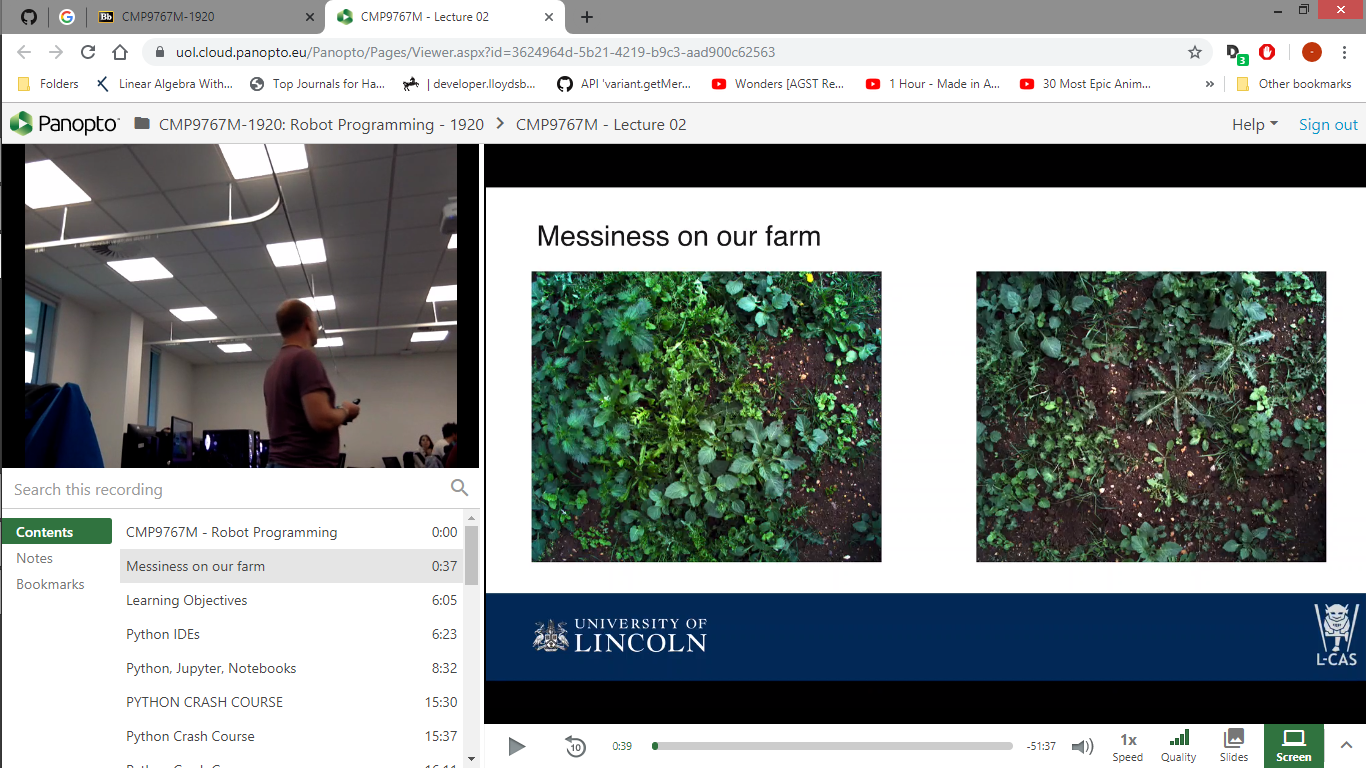 Bb CMP9767M-1920
CMP9767M - Lecture 02
uol.cloud.panopto.eu/Panopto/Pages/Viewer.aspx?id=3624964d-5b21-4219-b9c3-aad900c62563
3
Folders
Linear Algebra With...
Top Journals for Ha...
| developer.lloydsb...
API 'variant.getMer...
Wonders [AGST Re...
1 Hour - Made in A...
30 Most Epic Anim...
»
Other bookmarks
Panopto
CMP9767M-1920: Robot Programming - 1920 > CMP9767M - Lecture 02
Help
Sign out
Search this recording
Contents
Notes
Bookmarks
CMP9767M - Robot Programming 0:00
Messiness on our farm 0:37
Learning Objectives 6:05
Python IDEs 6:23
Python, Jupyter, Notebooks 8:32
PYTHON CRASH COURSE 15:30
Python Crash Course 15:37
Messiness on our farm
UNIVERSITY OF
LINCOLN
L-CAS
10
0:39
-51:37
1x
Speed
Quality
Slides
Screen